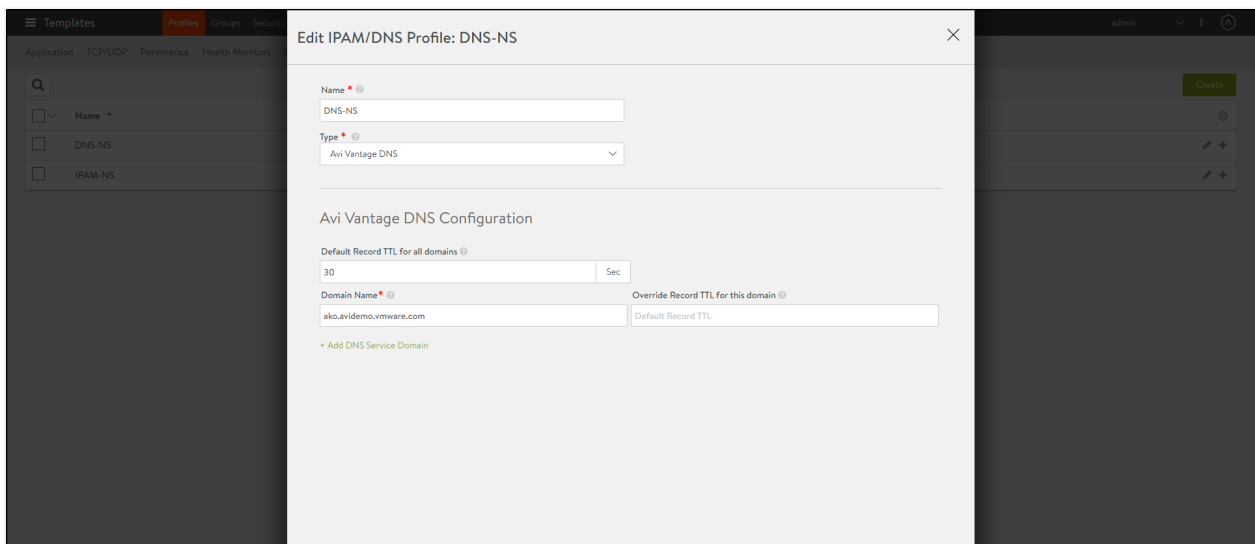 Templates Profiles Groups Security admin
Edit IPAM/DNS Profile: DNS-NS
Application TCP/UDP Persistence Health Monitors
Create
Name
DNS-NS
IPAM-NS
Name *
DNS-NS
Type *
Avi Vantage DNS
Avi Vantage DNS Configuration
Default Record TTL for all domains
30 Sec
Domain Name* Override Record TTL for this domain
ako.avidemo.vmware.com Default Record TTL
+ Add DNS Service Domain